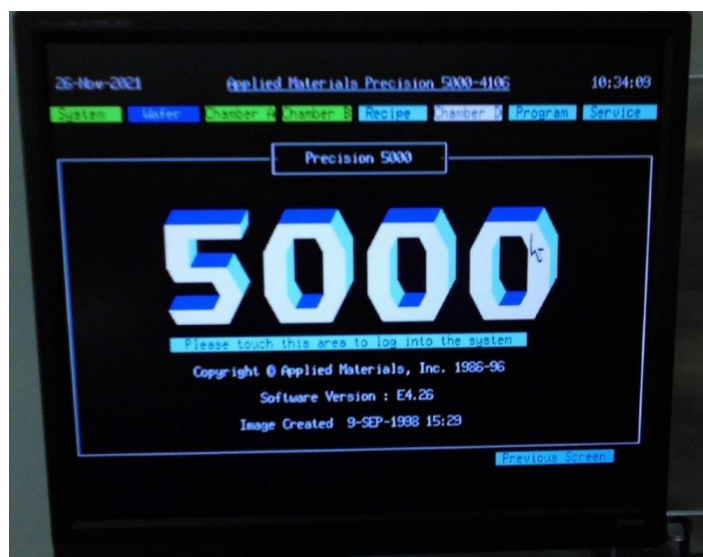 26-Nov-2021 Applied Materials Precision 5000-4106 10:34:09
System Wafer Chamber A Chamber B Recipe Chamber D Program Service
Precision 5000
5000
Please touch this area to log into the system
Copyright © Applied Materials, Inc. 1986-96
Software Version : E4.26
Image Created 9-SEP-1998 15:29
Previous Screen